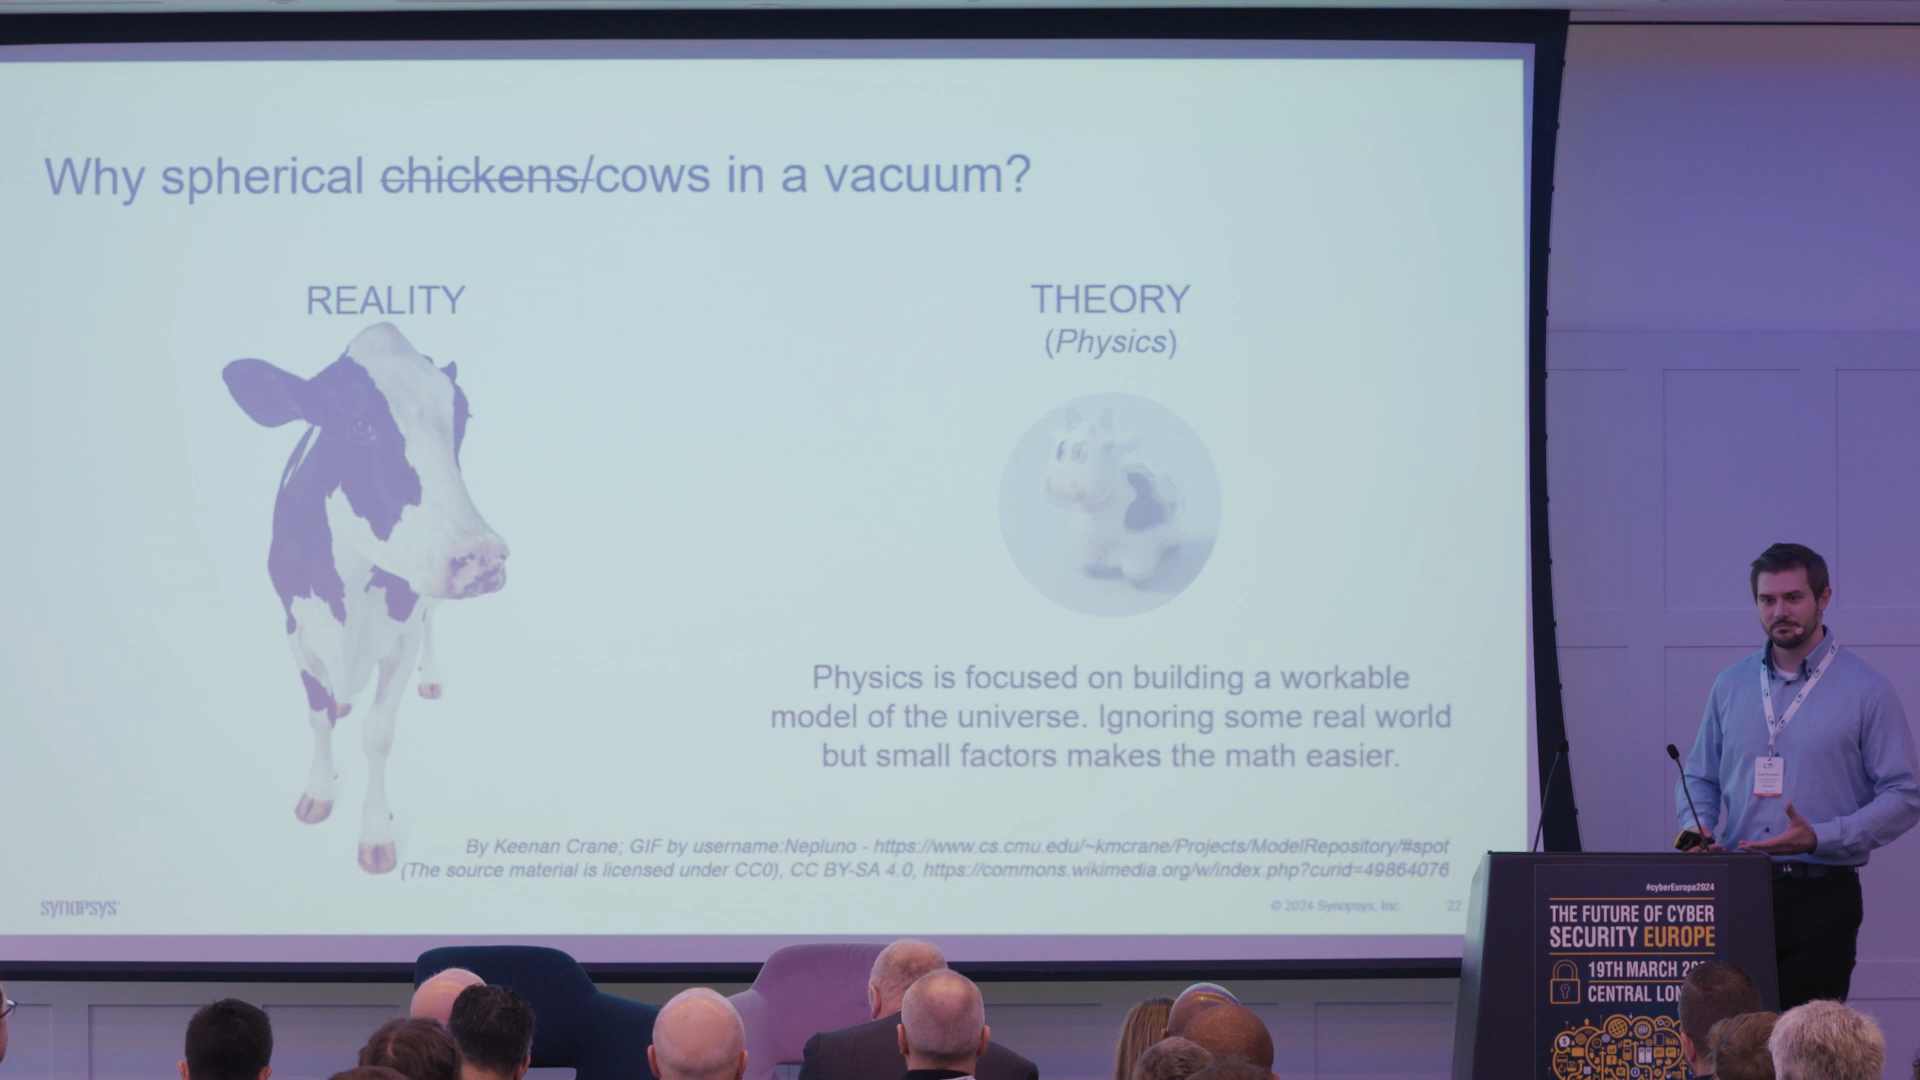 Why spherical chickens/cows in a vacuum?
REALITY
THEORY
(Physics)
Physics is focused on building a workable
model of the universe. Ignoring some real world
but small factors makes the math easier.
By Keenan Crane; GIF by username:Nepluno - https://www.cs.cmu.edu/~kmcrane/Projects/ModelRepository/#spot
(The source material is licensed under CC0), CC BY-SA 4.0, https://commons.wikimedia.org/w/index.php?curid=49864076
SYNOPSYS
© 2024 Synopsys, Inc. 22
#cyberEurope2024
THE FUTURE OF CYBER
SECURITY EUROPE
19TH MARCH
CENTRAL